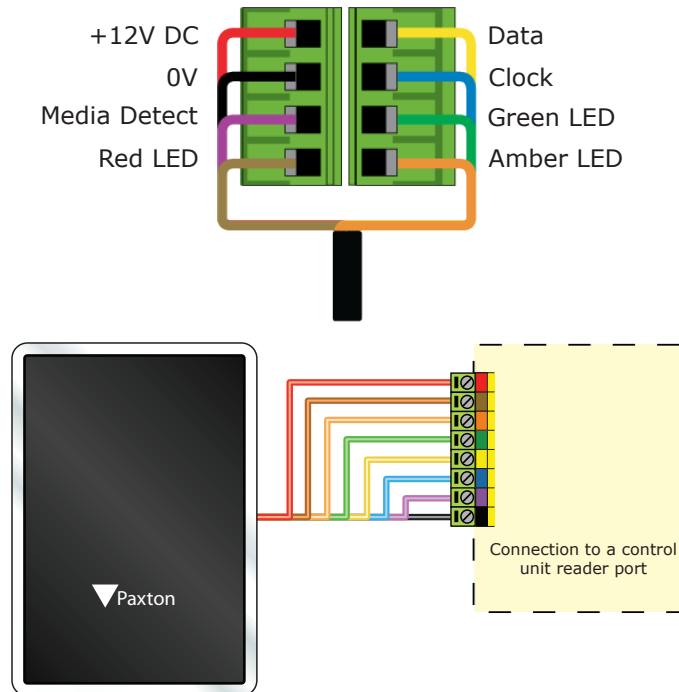 +12V DC
0V
Media Detect
Red LED
Data
Clock
Green LED
Amber LED
Paxton
Connection to a control
unit reader port